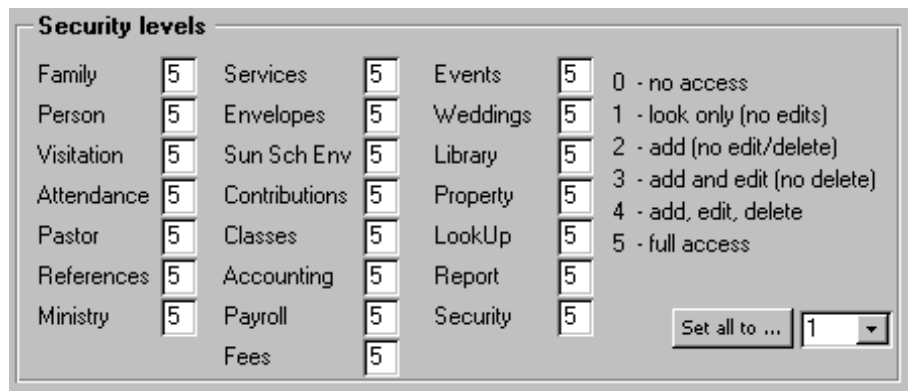 Security levels
Family 5 Services 5 Events 5
Person 5 Envelopes 5 Weddings 5
Visitation 5 Sun Sch Env 5 Library 5
Attendance 5 Contributions 5 Property 5
Pastor 5 Classes 5 LookUp 5
References 5 Accounting 5 Report 5
Ministry 5 Payroll 5 Security 5
Fees 5
0 - no access
1 - look only (no edits)
2 - add (no edit/delete)
3 - add and edit (no delete)
4 - add, edit, delete
5 - full access
Set all to ... 1